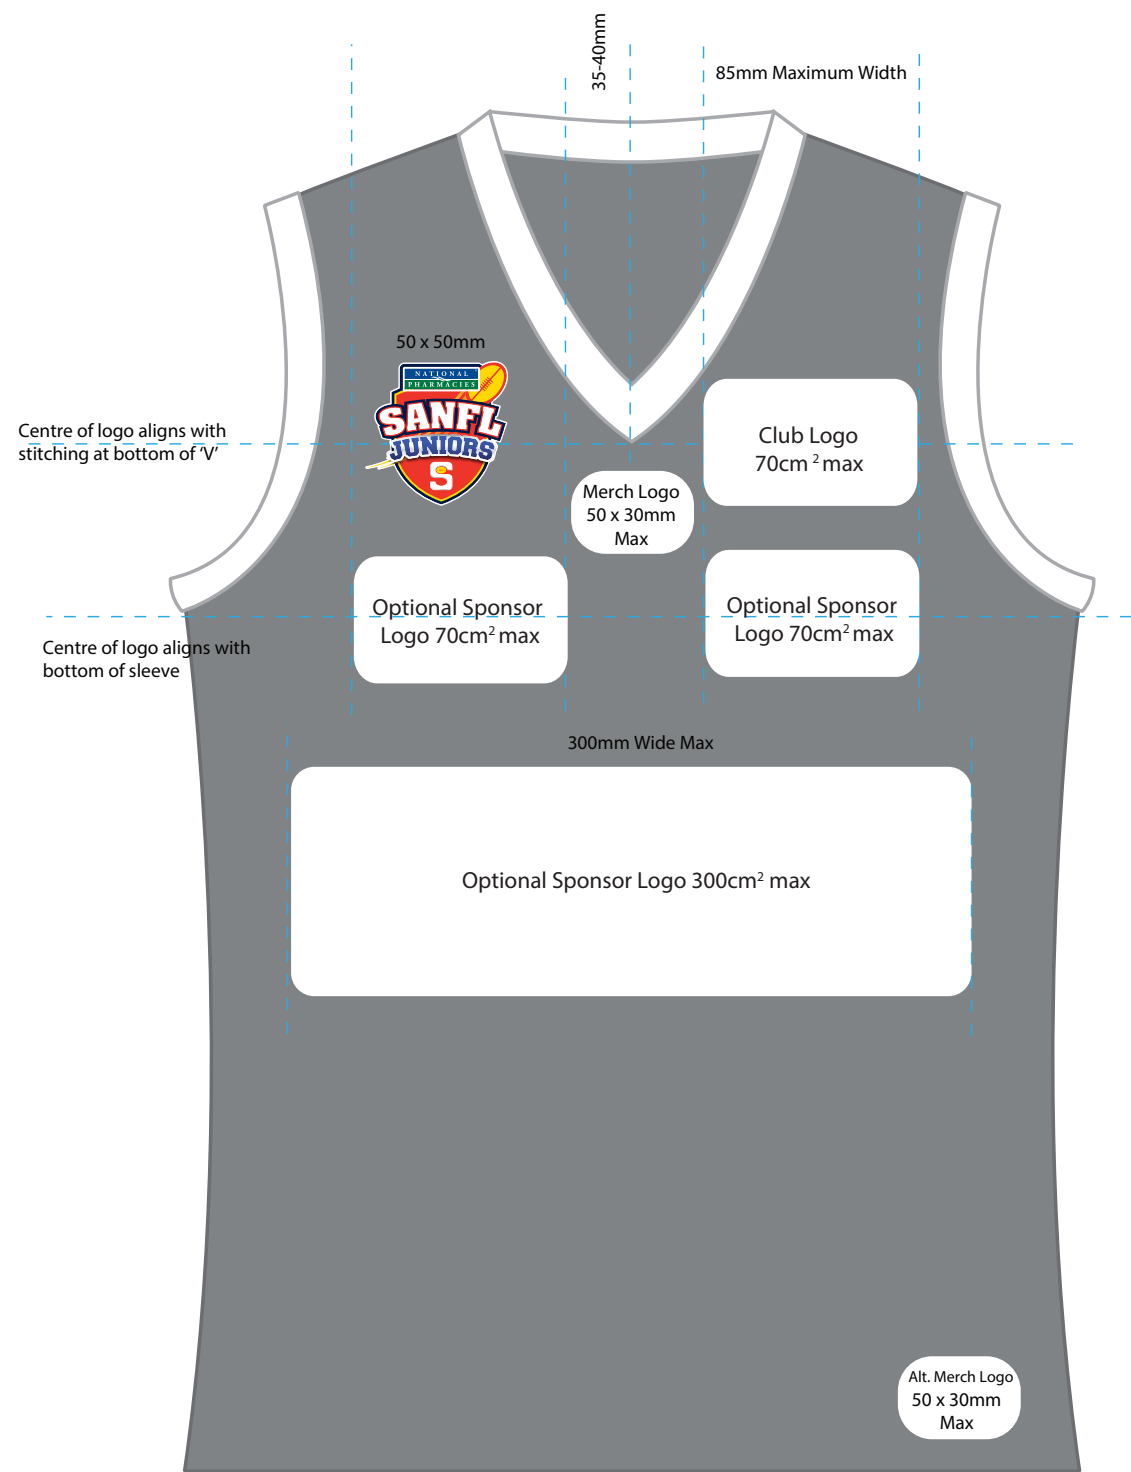 35-40mm
85mm Maximum Width
50 x 50mm
NATIONAL
PHARMACIES
SANFL
JUNIORS
S
Centre of logo aligns with
stitching at bottom of ‘V’
Club Logo
70cm ² max
Merch Logo
50 x 30mm
Max
Optional Sponsor
Logo 70cm² max
Optional Sponsor
Logo 70cm² max
Centre of logo aligns with
bottom of sleeve
300mm Wide Max
Optional Sponsor Logo 300cm² max
Alt. Merch Logo
50 x 30mm
Max